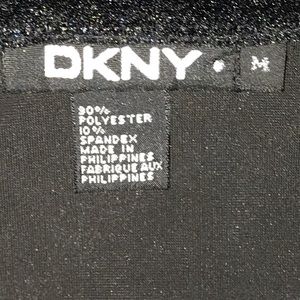 DKNY • M
90%
POLYESTER
10%
SPANDEX
MADE IN
PHILIPPINES
FABRIQUE AUX
PHILIPPINES